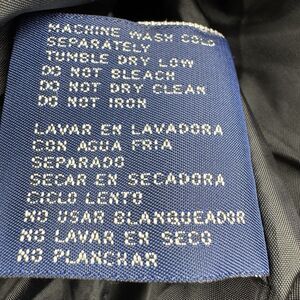 MACHINE WASH COLD
SEPARATELY
TUMBLE DRY LOW
DO NOT BLEACH
DO NOT DRY CLEAN
DO NOT IRON
LAVAR EN LAVADORA
CON AGUA FRIA
SEPARADO
SECAR EN SECADORA
CICLO LENTO
NO USAR BLANQUEADOR
NO LAVAR EN SECO
NO PLANCHAR